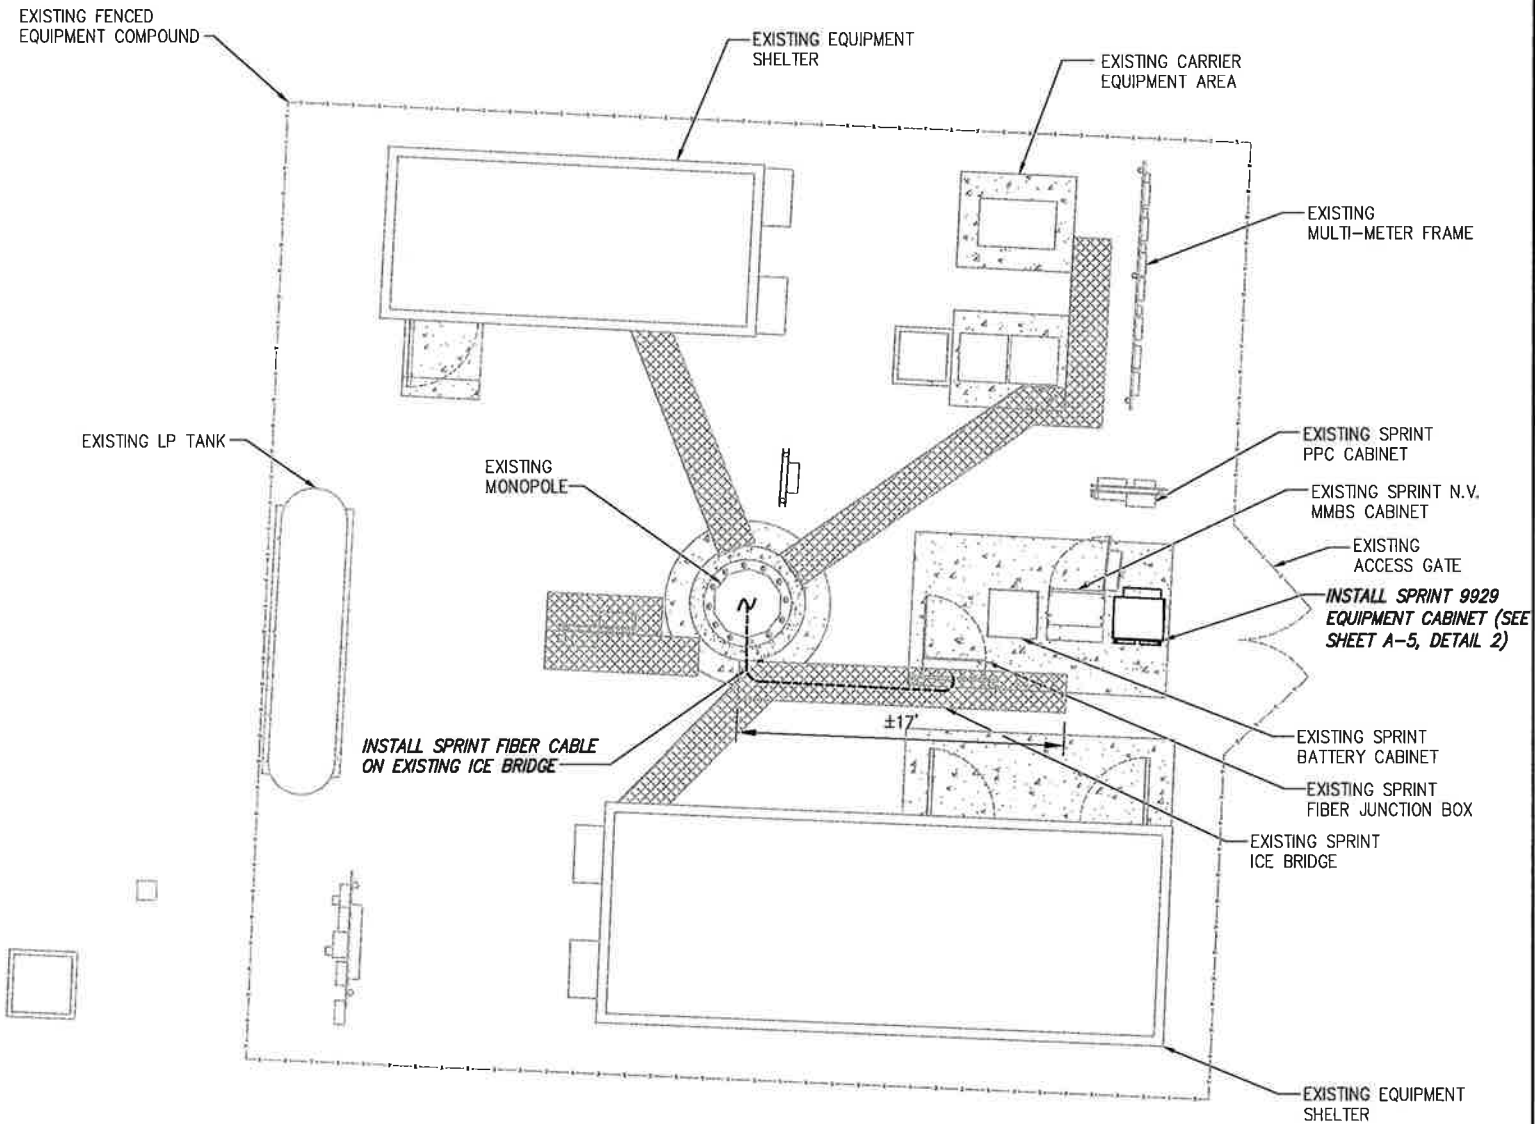 EXISTING FENCED
EQUIPMENT COMPOUND
EXISTING EQUIPMENT
SHELTER
EXISTING CARRIER
EQUIPMENT AREA
EXISTING
MULTI-METER FRAME
EXISTING LP TANK
EXISTING
MONOPOLE
EXISTING SPRINT
PPC CABINET
EXISTING SPRINT N.V.
MMBS CABINET
EXISTING
ACCESS GATE
INSTALL SPRINT 9929
EQUIPMENT CABINET (SEE
SHEET A-5, DETAIL 2)
INSTALL SPRINT FIBER CABLE
ON EXISTING ICE BRIDGE
±17'
EXISTING SPRINT
BATTERY CABINET
EXISTING SPRINT
FIBER JUNCTION BOX
EXISTING SPRINT
ICE BRIDGE
EXISTING EQUIPMENT
SHELTER